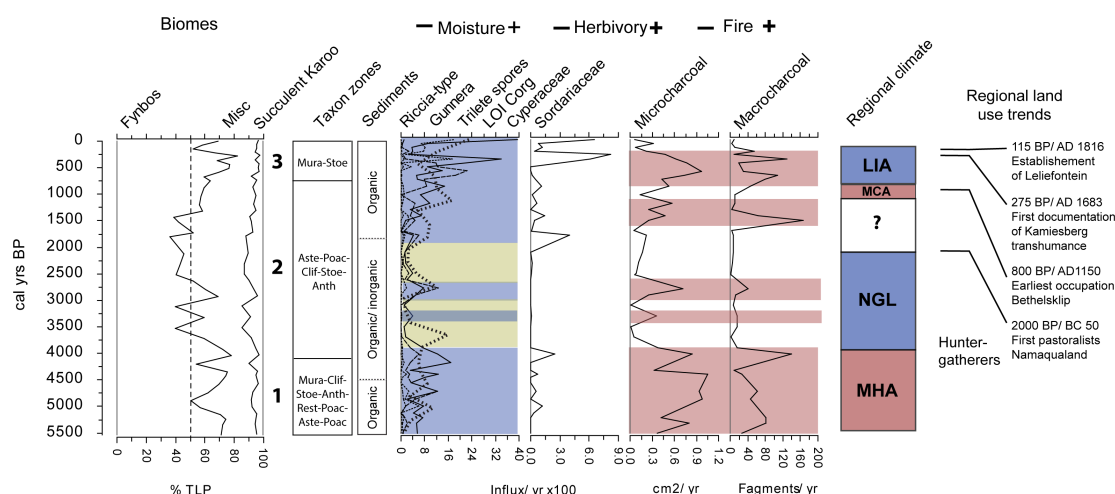 Biomes
− Moisture +
− Herbivory +
− Fire +
Fynbos
Misc
Succulent Karoo
Taxon zones
Sediments
Riccia-type
Gunnera
Trilete spores
LOI Corg
Cyperaceae
Sordariaceae
Microcharcoal
Macrocharcoal
Regional climate
Regional land
use trends
cal yrs BP
0
500
1000
1500
2000
2500
3000
3500
4000
4500
5000
5500
3
2
1
Mura-Stoe
Aste-Poac-
Clif-Stoe-
Anth
Mura-Clif-
Stoe-Anth-
Rest-Poac-
Aste-Poac
Organic
Organic/ inorganic
Organic
LIA
MCA
?
NGL
MHA
115 BP/ AD 1816
Establishement
of Leliefontein
275 BP/ AD 1683
First documentation
of Kamiesberg
transhumance
800 BP/ AD1150
Earliest occupation
Bethelsklip
2000 BP/ BC 50
First pastoralists
Namaqualand
Hunter-
gatherers
0 20 40 60 80 100
0 8 16 24 32 40
0.0 3.0 6.0 9.0
0.0 0.3 0.6 0.9 1.2
0 40 80 120 160 200
% TLP
Influx/ yr x100
cm2/ yr
Fagments/ yr